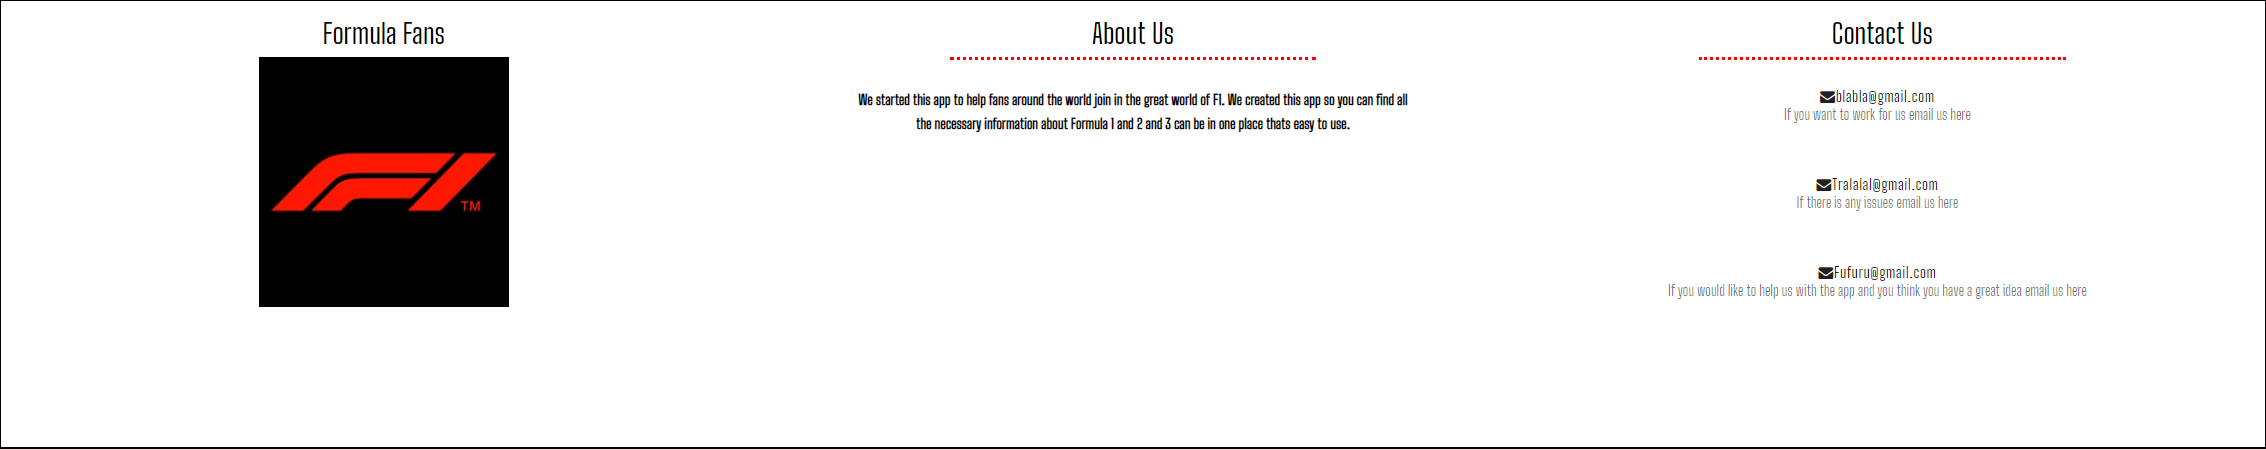 Formula Fans
F1
TM
About Us
We started this app to help fans around the world join in the great world of F1. We created this app so you can find all
the necessary information about Formula 1 and 2 and 3 can be in one place thats easy to use.
Contact Us
blabla@gmail.com
If you want to work for us email us here
Tralalal@gmail.com
If there is any issues email us here
Fufuru@gmail.com
If you would like to help us with the app and you think you have a great idea email us here